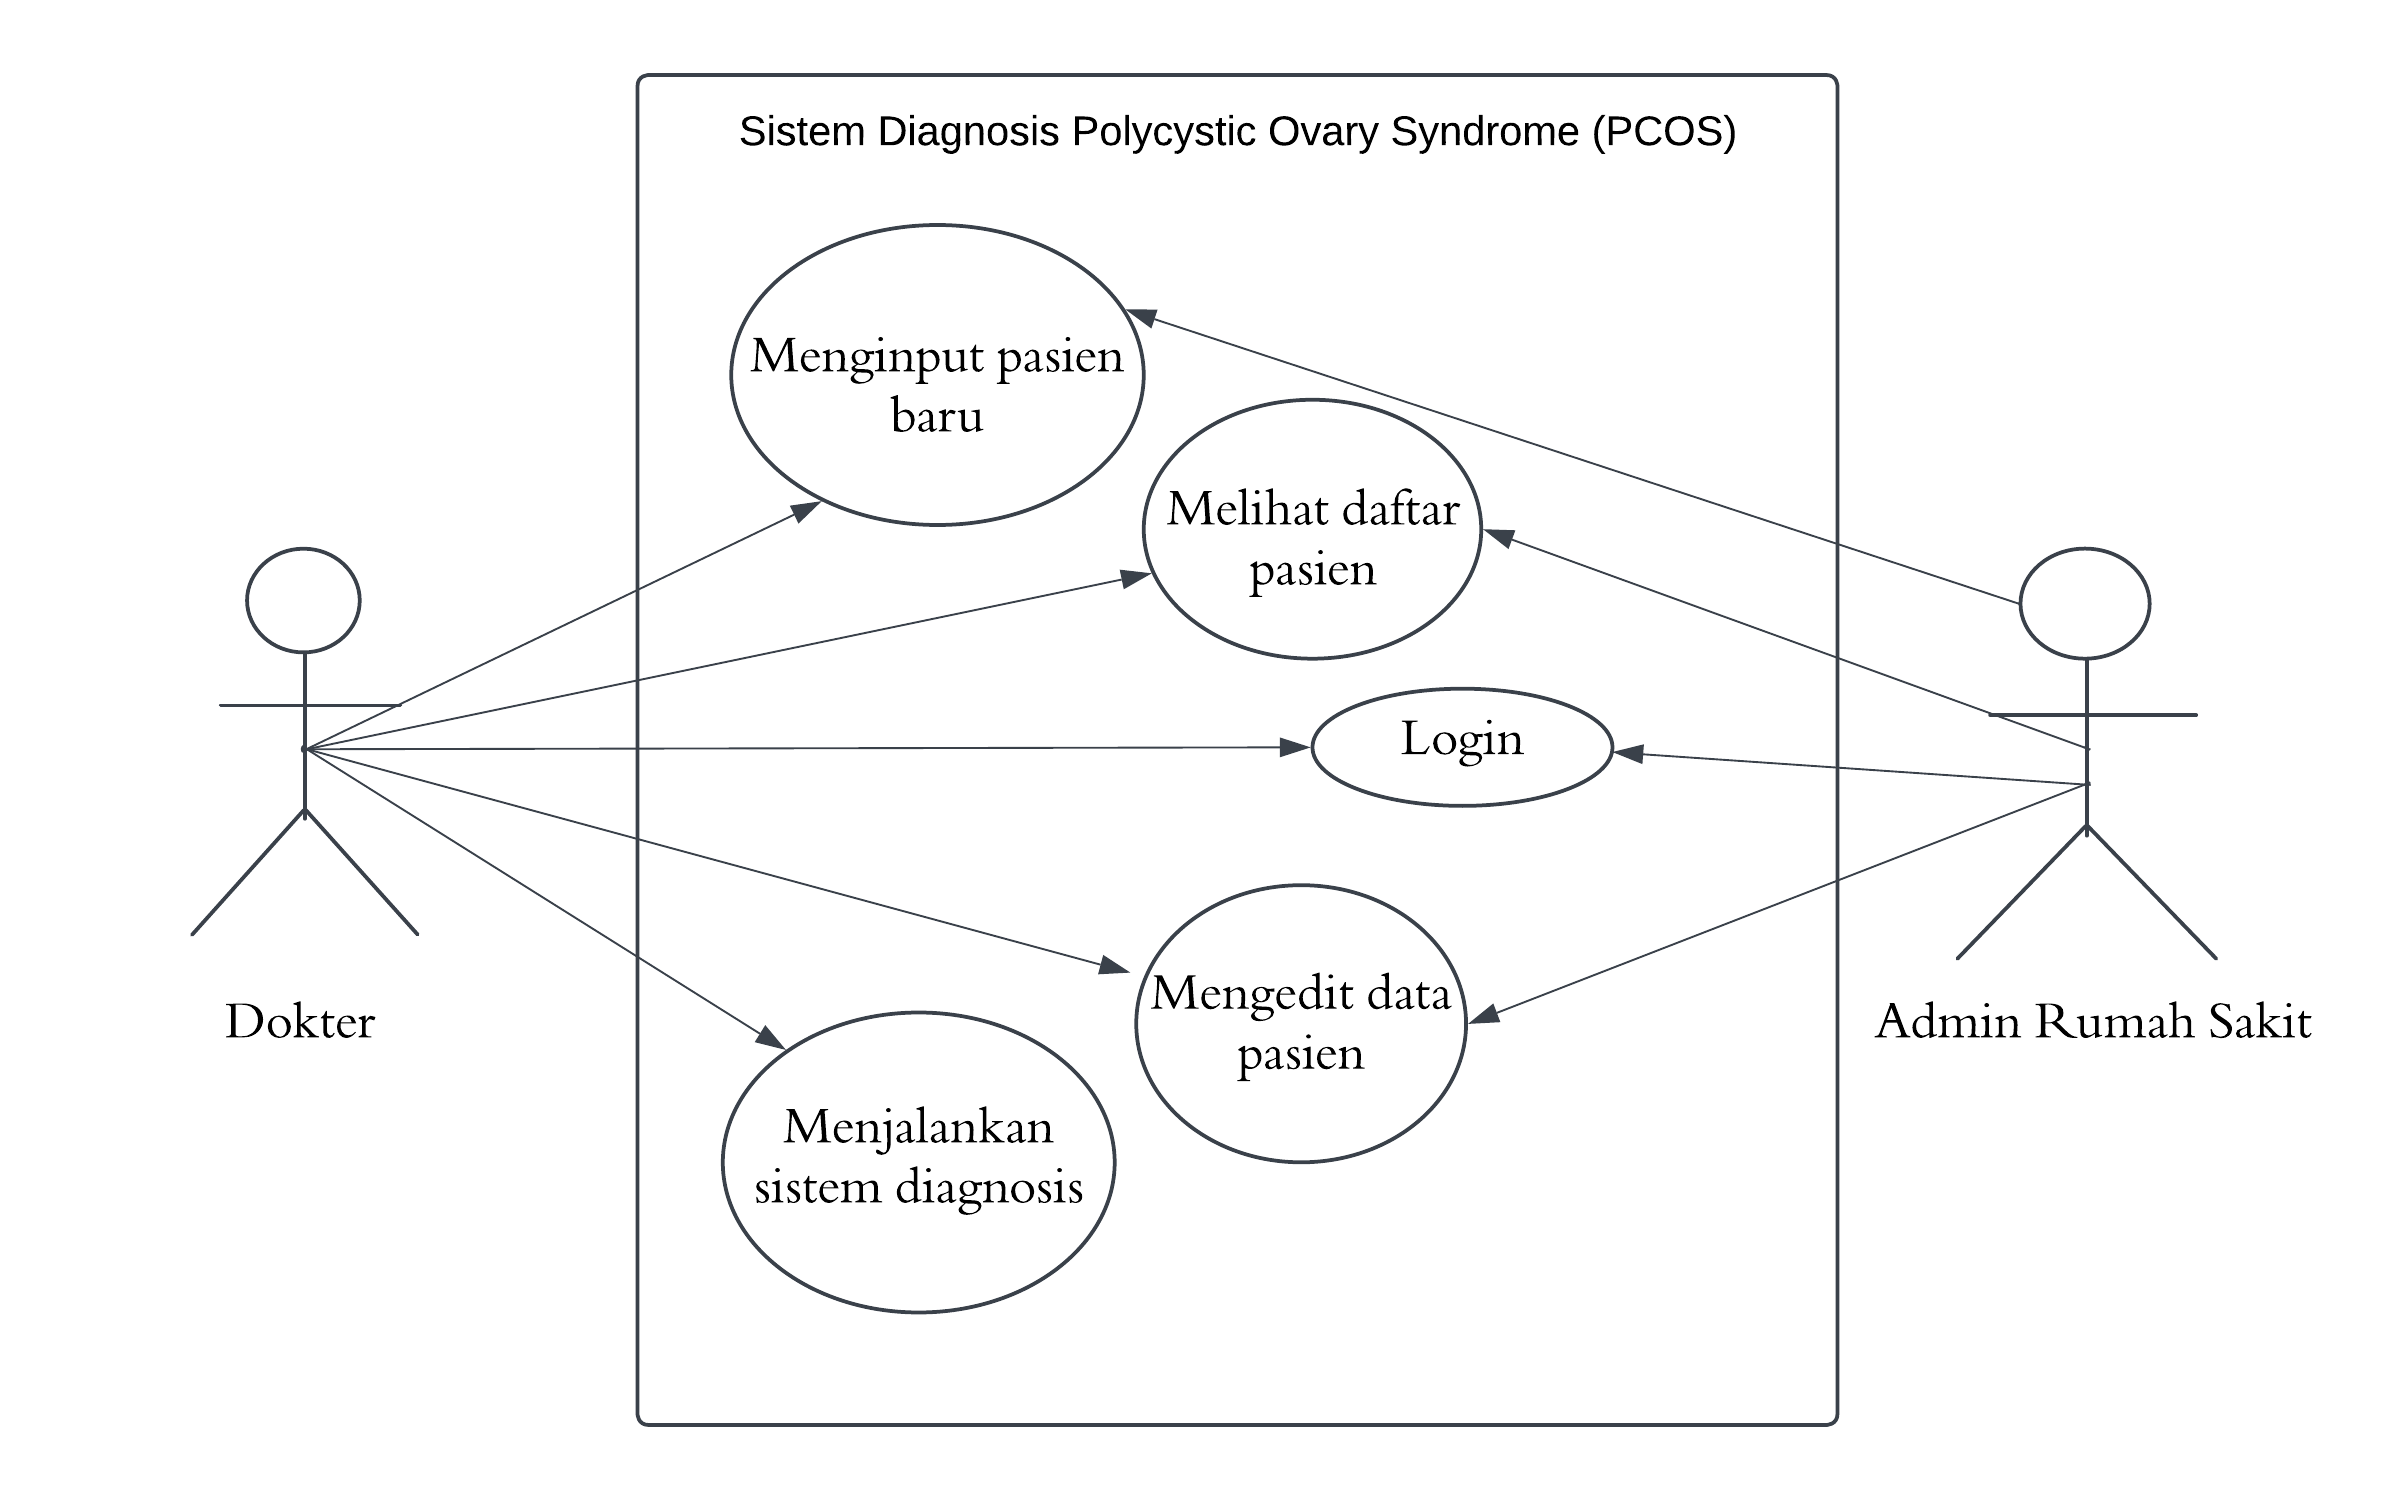 Sistem Diagnosis Polycystic Ovary Syndrome (PCOS)
Menginput pasien
baru
Melihat daftar
pasien
Login
Mengedit data
pasien
Menjalankan
sistem diagnosis
Dokter
Admin Rumah Sakit